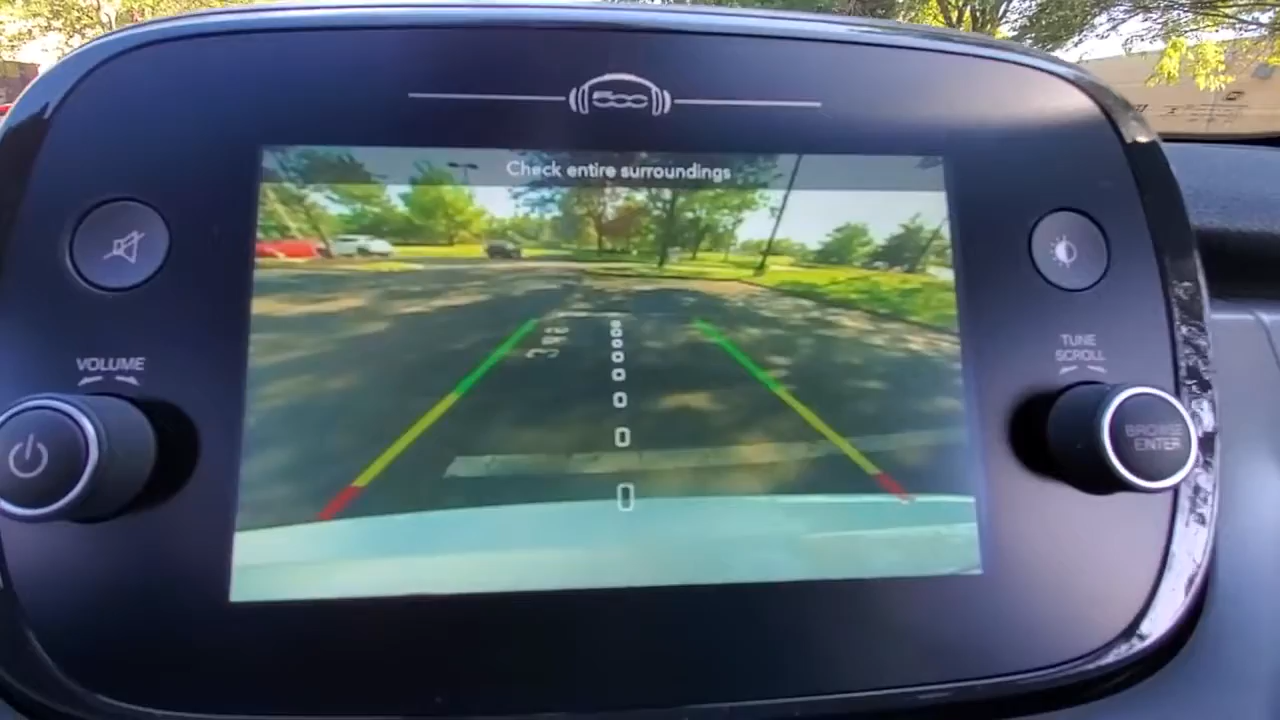 500
Check entire surroundings
VOLUME
TUNE
SCROLL
BROWSE
ENTER